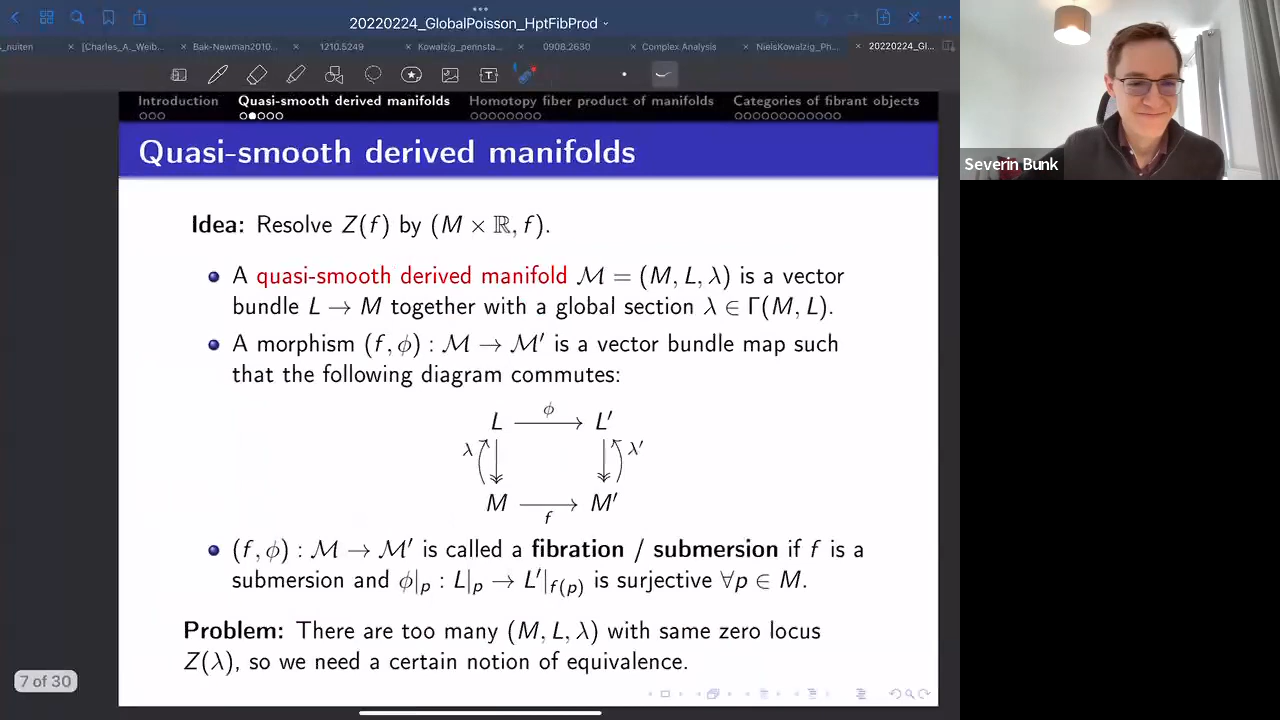 20220224_GlobalPoisson_HptFibProd
_nuiten
[Charles_A._Weib...
Bak-Newman2010...
1210.5249
Kowalzig_pennsta...
0908.2630
Complex Analysis
NielsKowalzig_Ph...
20220224_Gl...
Introduction
Quasi-smooth derived manifolds
Homotopy fiber product of manifolds
Categories of fibrant objects
Quasi-smooth derived manifolds
Severin Bunk
Idea: Resolve Z(f) by (M × ℝ, f).
A quasi-smooth derived manifold ℳ = (M, L, λ) is a vector
bundle L → M together with a global section λ ∈ Γ(M, L).
A morphism (f, ϕ) : ℳ → ℳ′ is a vector bundle map such
that the following diagram commutes:
ϕ
L → L′
λ λ′
M → M′
f
(f, ϕ) : ℳ → ℳ′ is called a fibration / submersion if f is a
submersion and ϕ|p : L|p → L′|f(p) is surjective ∀p ∈ M.
Problem: There are too many (M, L, λ) with same zero locus
Z(λ), so we need a certain notion of equivalence.
7 of 30